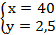 {x = 40
y = 2,5